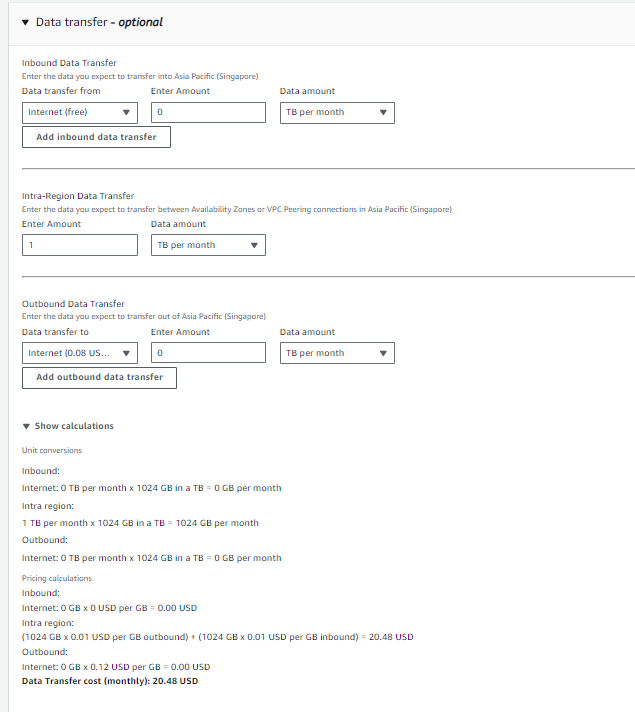 Data transfer - optional
Inbound Data Transfer
Enter the data you expect to transfer into Asia Pacific (Singapore)
Data transfer from Enter Amount Data amount
Internet (free) 0 TB per month
Add inbound data transfer
Intra-Region Data Transfer
Enter the data you expect to transfer between Availability Zones or VPC Peering connections in Asia Pacific (Singapore)
Enter Amount Data amount
1 TB per month
Outbound Data Transfer
Enter the data you expect to transfer out of Asia Pacific (Singapore)
Data transfer to Enter Amount Data amount
Internet (0.08 US... 0 TB per month
Add outbound data transfer
Show calculations
Unit conversions
Inbound:
Internet: 0 TB per month x 1024 GB in a TB = 0 GB per month
Intra region:
1 TB per month x 1024 GB in a TB = 1024 GB per month
Outbound:
Internet: 0 TB per month x 1024 GB in a TB = 0 GB per month
Pricing calculations
Inbound:
Internet: 0 GB x 0 USD per GB = 0.00 USD
Intra region:
(1024 GB x 0.01 USD per GB outbound) + (1024 GB x 0.01 USD per GB inbound) = 20.48 USD
Outbound:
Internet: 0 GB x 0.12 USD per GB = 0.00 USD
Data Transfer cost (monthly): 20.48 USD